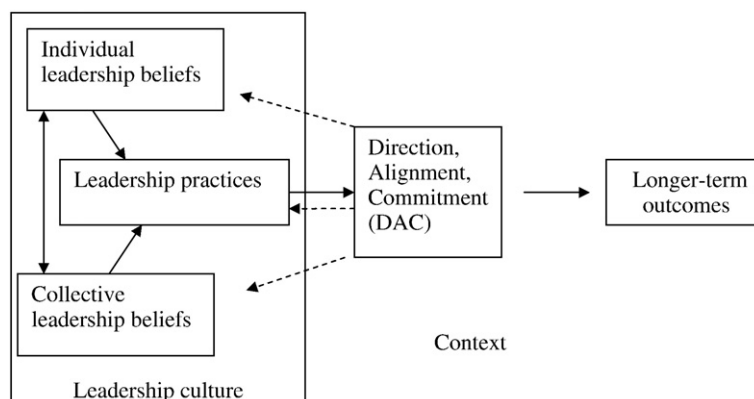 Individual
leadership beliefs
Leadership practices
Collective
leadership beliefs
Leadership culture
Direction,
Alignment,
Commitment
(DAC)
Longer-term
outcomes
Context